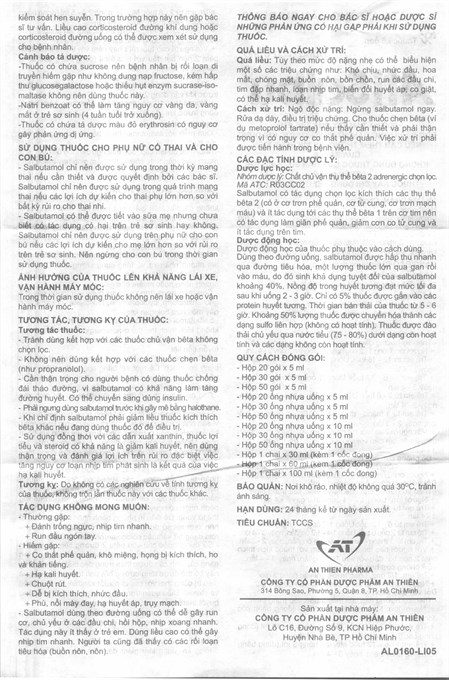 kiểm soát hen suyễn. Trong trường hợp này nên gặp bác
sĩ tư vấn. Liều cao corticosteroid đường khí dung hoặc
corticosteroid đường uống có thể được xem xét sử dụng
cho bệnh nhân.
Cảnh báo tá dược:
-Thuốc có chứa sucrose nên bệnh nhân bị rối loạn di
truyền hiếm gặp như không dung nạp fructose, kém hấp
thu glucosegalactose hoặc thiếu hụt enzym sucrase-iso-
maltase không nên dùng thuốc này.
-Natri benzoat có thể làm tăng nguy cơ vàng da, vàng
mắt ở trẻ sơ sinh (4 tuần tuổi trở xuống).
-Thuốc có chứa tá dược màu đỏ erythrosin có nguy cơ
gây phản ứng dị ứng.
SỬ DỤNG THUỐC CHO PHỤ NỮ CÓ THAI VÀ CHO
CON BÚ:
- Salbutamol chỉ nên được sử dụng trong thời kỳ mang
thai nếu cần thiết và được quyết định bởi các bác sĩ.
Salbutamol chỉ nên được sử dụng trong quá trình mang
thai nếu các lợi ích dự kiến cho thai phụ lớn hơn so với
bất kỳ rủi ro cho thai nhi.
- Salbutamol có thể được tiết vào sữa mẹ nhưng chưa
biết có tác dụng có hại trên trẻ sơ sinh hay không.
Salbutamol chỉ nên được sử dụng trên phụ nữ cho con
bú nếu các lợi ích dự kiến cho mẹ lớn hơn so với rủi ro
trên trẻ sơ sinh. Nên ngừng cho con bú trong thời gian
sử dụng thuốc.
ẢNH HƯỞNG CỦA THUỐC LÊN KHẢ NĂNG LÁI XE,
VẬN HÀNH MÁY MÓC:
Trong thời gian sử dụng thuốc không nên lái xe hoặc vận
hành máy móc.
TƯƠNG TÁC, TƯƠNG KỴ CỦA THUỐC:
Tương tác thuốc:
- Tránh dùng kết hợp với các thuốc chủ vận bêta không
chọn lọc.
- Không nên dùng kết hợp với các thuốc chẹn bêta
(như propranolol).
- Cần thận trọng cho người bệnh có dùng thuốc chống
đái tháo đường, vì salbutamol có khả năng làm tăng
đường huyết. Có thể chuyển sang dùng insulin.
- Phải ngưng dùng salbutamol trước khi gây mê bằng halothane.
- Khi chỉ định salbutamol phải giảm liều thuốc kích thích
bêta khác nếu đang dùng thuốc đó để điều trị.
- Sử dụng đồng thời với các dẫn xuất xanthin, thuốc lợi
tiểu và steroid có khả năng là giảm kali huyết, nên dùng
thận trọng và đánh giá lợi ích trên rủi ro đặc biệt việc
tăng nguy cơ loạn nhịp tim phát sinh là kết quả của việc
hạ kali huyết.
Tương kỵ: Do không có các nghiên cứu về tính tương kỵ
của thuốc, không trộn lẫn thuốc này với các thuốc khác.
TÁC DỤNG KHÔNG MONG MUỐN:
- Thường gặp:
+ Đánh trống ngực, nhịp tim nhanh.
+ Run đầu ngón tay.
- Hiếm gặp:
+ Co thắt phế quản, khô miệng, họng bị kích thích, ho
và khản tiếng.
+ Hạ kali huyết.
+ Chuột rút.
+ Dễ bị kích thích, nhức đầu.
+ Phù, nổi mày đay, hạ huyết áp, trụy mạch.
- Salbutamol dùng theo đường uống có thể dễ gây run
cơ, chủ yếu ở các đầu chi, hồi hộp, nhịp xoang nhanh.
Tác dụng này ít thấy ở trẻ em. Dùng liều cao có thể gây
nhịp tim nhanh. Người ta cũng đã thấy có các rối loạn
tiêu hóa (buồn nôn, nôn).
THÔNG BÁO NGAY CHO BÁC SĨ HOẶC DƯỢC SĨ
NHỮNG PHẢN ỨNG CÓ HẠI GẶP PHẢI KHI SỬ DỤNG
THUỐC.
QUÁ LIỀU VÀ CÁCH XỬ TRÍ:
Quá liều: Tùy theo mức độ nặng nhẹ có thể biểu hiện
một số các triệu chứng như: Khó chịu, nhức đầu, hoa
mắt, chóng mặt, buồn nôn, bồn chồn, run các đầu chi,
tim đập nhanh, loạn nhịp tim, biến đổi huyết áp, co giật,
có thể hạ kali huyết.
Cách xử trí: Ngộ độc nặng: Ngừng salbutamol ngay.
Rửa dạ dày, điều trị triệu chứng. Cho thuốc chẹn bêta (ví
dụ metoprolol tartrate) nếu thấy cần thiết và phải thận
trọng vì có nguy cơ co thắt phế quản. Việc xử trí phải
được tiến hành trong bệnh viện.
CÁC ĐẶC TÍNH DƯỢC LÝ:
Dược lực học:
Nhóm dược lý: Chất chủ vận thụ thể bêta 2 adrenergic chọn lọc.
Mã ATC: R03CC02
Salbutamol có tác dụng chọn lọc kích thích các thụ thể
bêta 2 (có ở cơ trơn phế quản, cơ tử cung, cơ trơn mạch
máu) và ít tác dụng tới các thụ thể bêta 1 trên cơ tim nên
có tác dụng làm giãn phế quản, giảm cơn co tử cung và
ít tác dụng trên tim.
Dược động học:
Dược động học của thuốc phụ thuộc vào cách dùng.
Dùng theo đường uống, salbutamol được hấp thu nhanh
qua đường tiêu hóa, một lượng thuốc lớn qua gan rồi
vào máu, do đó sinh khả dụng tuyệt đối của salbutamol
khoảng 40%. Nồng độ trong huyết tương đạt mức tối đa
sau khi uống 2 - 3 giờ. Chỉ có 5% thuốc được gắn vào các
protein huyết tương. Thời gian bán thải của thuốc từ 5 - 6
giờ. Khoảng 50% lượng thuốc được chuyển hóa thành các
dạng sulfo liên hợp (không có hoạt tính). Thuốc được đào
thải chủ yếu qua nước tiểu (75 - 80%) dưới dạng còn hoạt
tính và các dạng không còn hoạt tính.
QUY CÁCH ĐÓNG GÓI:
- Hộp 20 gói x 5 ml
- Hộp 30 gói x 5 ml
- Hộp 50 gói x 5 ml
- Hộp 20 ống nhựa uống x 5 ml
- Hộp 30 ống nhựa uống x 5 ml
- Hộp 50 ống nhựa uống x 5 ml
- Hộp 20 ống nhựa uống x 10 ml
- Hộp 30 ống nhựa uống x 10 ml
- Hộp 50 ống nhựa uống x 10 ml
- Hộp 1 chai x 30 ml (kèm 1 cốc đong)
- Hộp 1 chai x 60 ml (kèm 1 cốc đong)
- Hộp 1 chai x 100 ml (kèm 1 cốc đong)
BẢO QUẢN: Nơi khô ráo, nhiệt độ không quá 30°C, tránh
ánh sáng.
HẠN DÙNG: 24 tháng kể từ ngày sản xuất.
TIÊU CHUẨN: TCCS
AT
AN THIEN PHARMA
CÔNG TY CỔ PHẦN DƯỢC PHẨM AN THIÊN
314 Bông Sao, Phường 5, Quận 8, TP. Hồ Chí Minh
Sản xuất tại nhà máy:
CÔNG TY CỔ PHẦN DƯỢC PHẨM AN THIÊN
Lô C16, Đường Số 9, KCN Hiệp Phước,
Huyện Nhà Bè, TP Hồ Chí Minh
AL0160-LI05